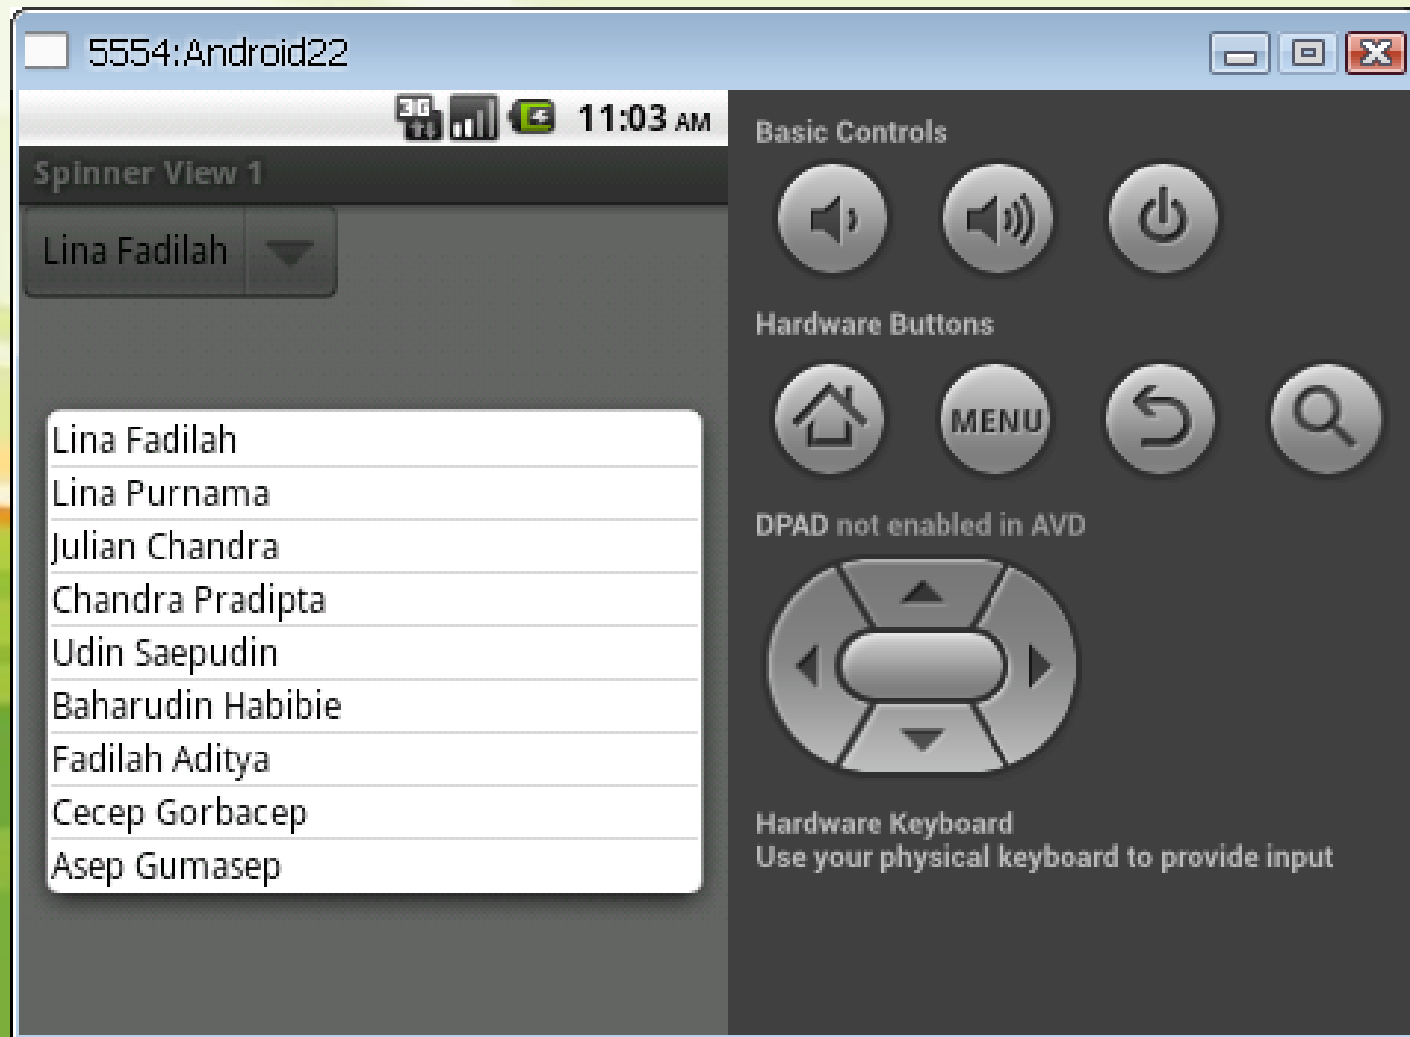 5554:Android22
3G
11:03 AM
Spinner View 1
Lina Fadilah
Lina Fadilah
Lina Purnama
Julian Chandra
Chandra Pradipta
Udin Saepudin
Baharudin Habibie
Fadilah Aditya
Cecep Gorbacep
Asep Gumasep
Basic Controls
Hardware Buttons
MENU
DPAD not enabled in AVD
Hardware Keyboard
Use your physical keyboard to provide input